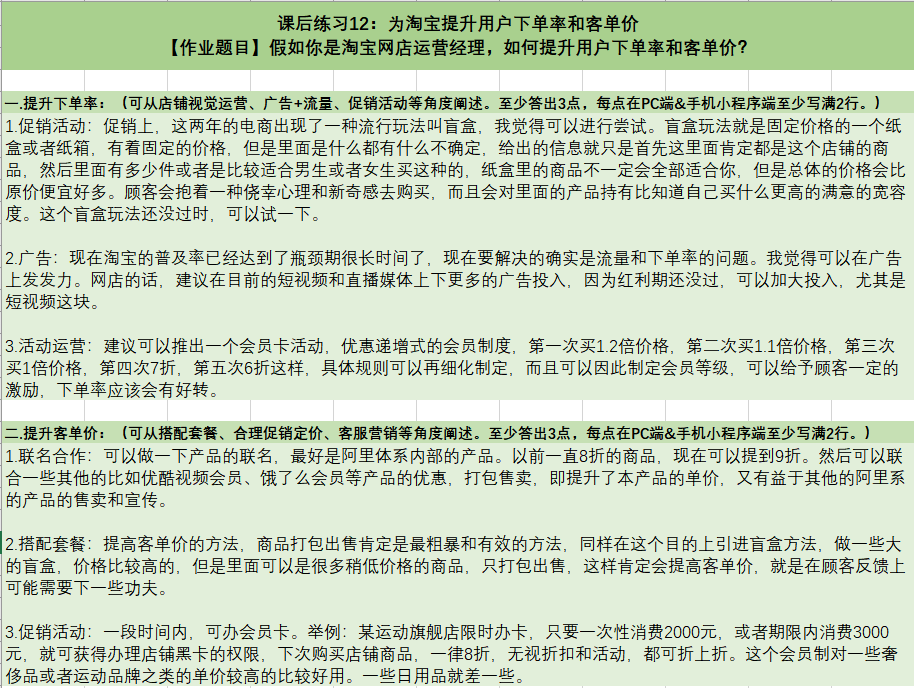 课后练习12：为淘宝提升用户下单率和客单价
【作业题目】假如你是淘宝网店运营经理，如何提升用户下单率和客单价？
一.提升下单率：（可从店铺视觉运营、广告+流量、促销活动等角度阐述。至少答出3点，每点在PC端&手机小程序端至少写满2行。）
1.促销活动：促销上，这两年的电商出现了一种流行玩法叫盲盒，我觉得可以进行尝试。盲盒玩法就是固定价格的一个纸
盒或者纸箱，有着固定的价格，但是里面是什么都有什么不确定，给出的信息就只是首先这里面肯定都是这个店铺的商
品，然后里面有多少件或者是比较适合男生或者女生买这种的，纸盒里的商品不一定会全部适合你，但是总体的价格会比
原价便宜好多。顾客会抱着一种侥幸心理和新奇感去购买，而且会对里面的产品持有比知道自己买什么更高的满意的宽容
度。这个盲盒玩法还没过时，可以试一下。
2.广告：现在淘宝的普及率已经达到了瓶颈期很长时间了，现在要解决的确实是流量和下单率的问题。我觉得可以在广告
上发发力。网店的话，建议在目前的短视频和直播媒体上下更多的广告投入，因为红利期还没过，可以加大投入，尤其是
短视频这块。
3.活动运营：建议可以推出一个会员卡活动，优惠递增式的会员制度，第一次买1.2倍价格，第二次买1.1倍价格，第三次
买1倍价格，第四次7折，第五次6折这样，具体规则可以再细化制定，而且可以因此制定会员等级，可以给予顾客一定的
激励，下单率应该会有好转。
二.提升客单价：（可从搭配套餐、合理促销定价、客服营销等角度阐述。至少答出3点，每点在PC端&手机小程序端至少写满2行。）
1.联名合作：可以做一下产品的联名，最好是阿里体系内部的产品。以前一直8折的商品，现在可以提到9折。然后可以联
合一些其他的比如优酷视频会员、饿了么会员等产品的优惠，打包售卖，即提升了本产品的单价，又有益于其他的阿里系
的产品的售卖和宣传。
2.搭配套餐：提高客单价的方法，商品打包出售肯定是最粗暴和有效的方法，同样在这个目的上引进盲盒方法，做一些大
的盲盒，价格比较高的，但是里面可以是很多稍低价格的商品，只打包出售，这样肯定会提高客单价，就是在顾客反馈上
可能需要下一些功夫。
3.促销活动：一段时间内，可办会员卡。举例：某运动旗舰店限时办卡，只要一次性消费2000元，或者期限内消费3000
元，就可获得办理店铺黑卡的权限，下次购买店铺商品，一律8折，无视折扣和活动，都可折上折。这个会员制对一些奢
侈品或者运动品牌之类的单价较高的比较好用。一些日用品就差一些。